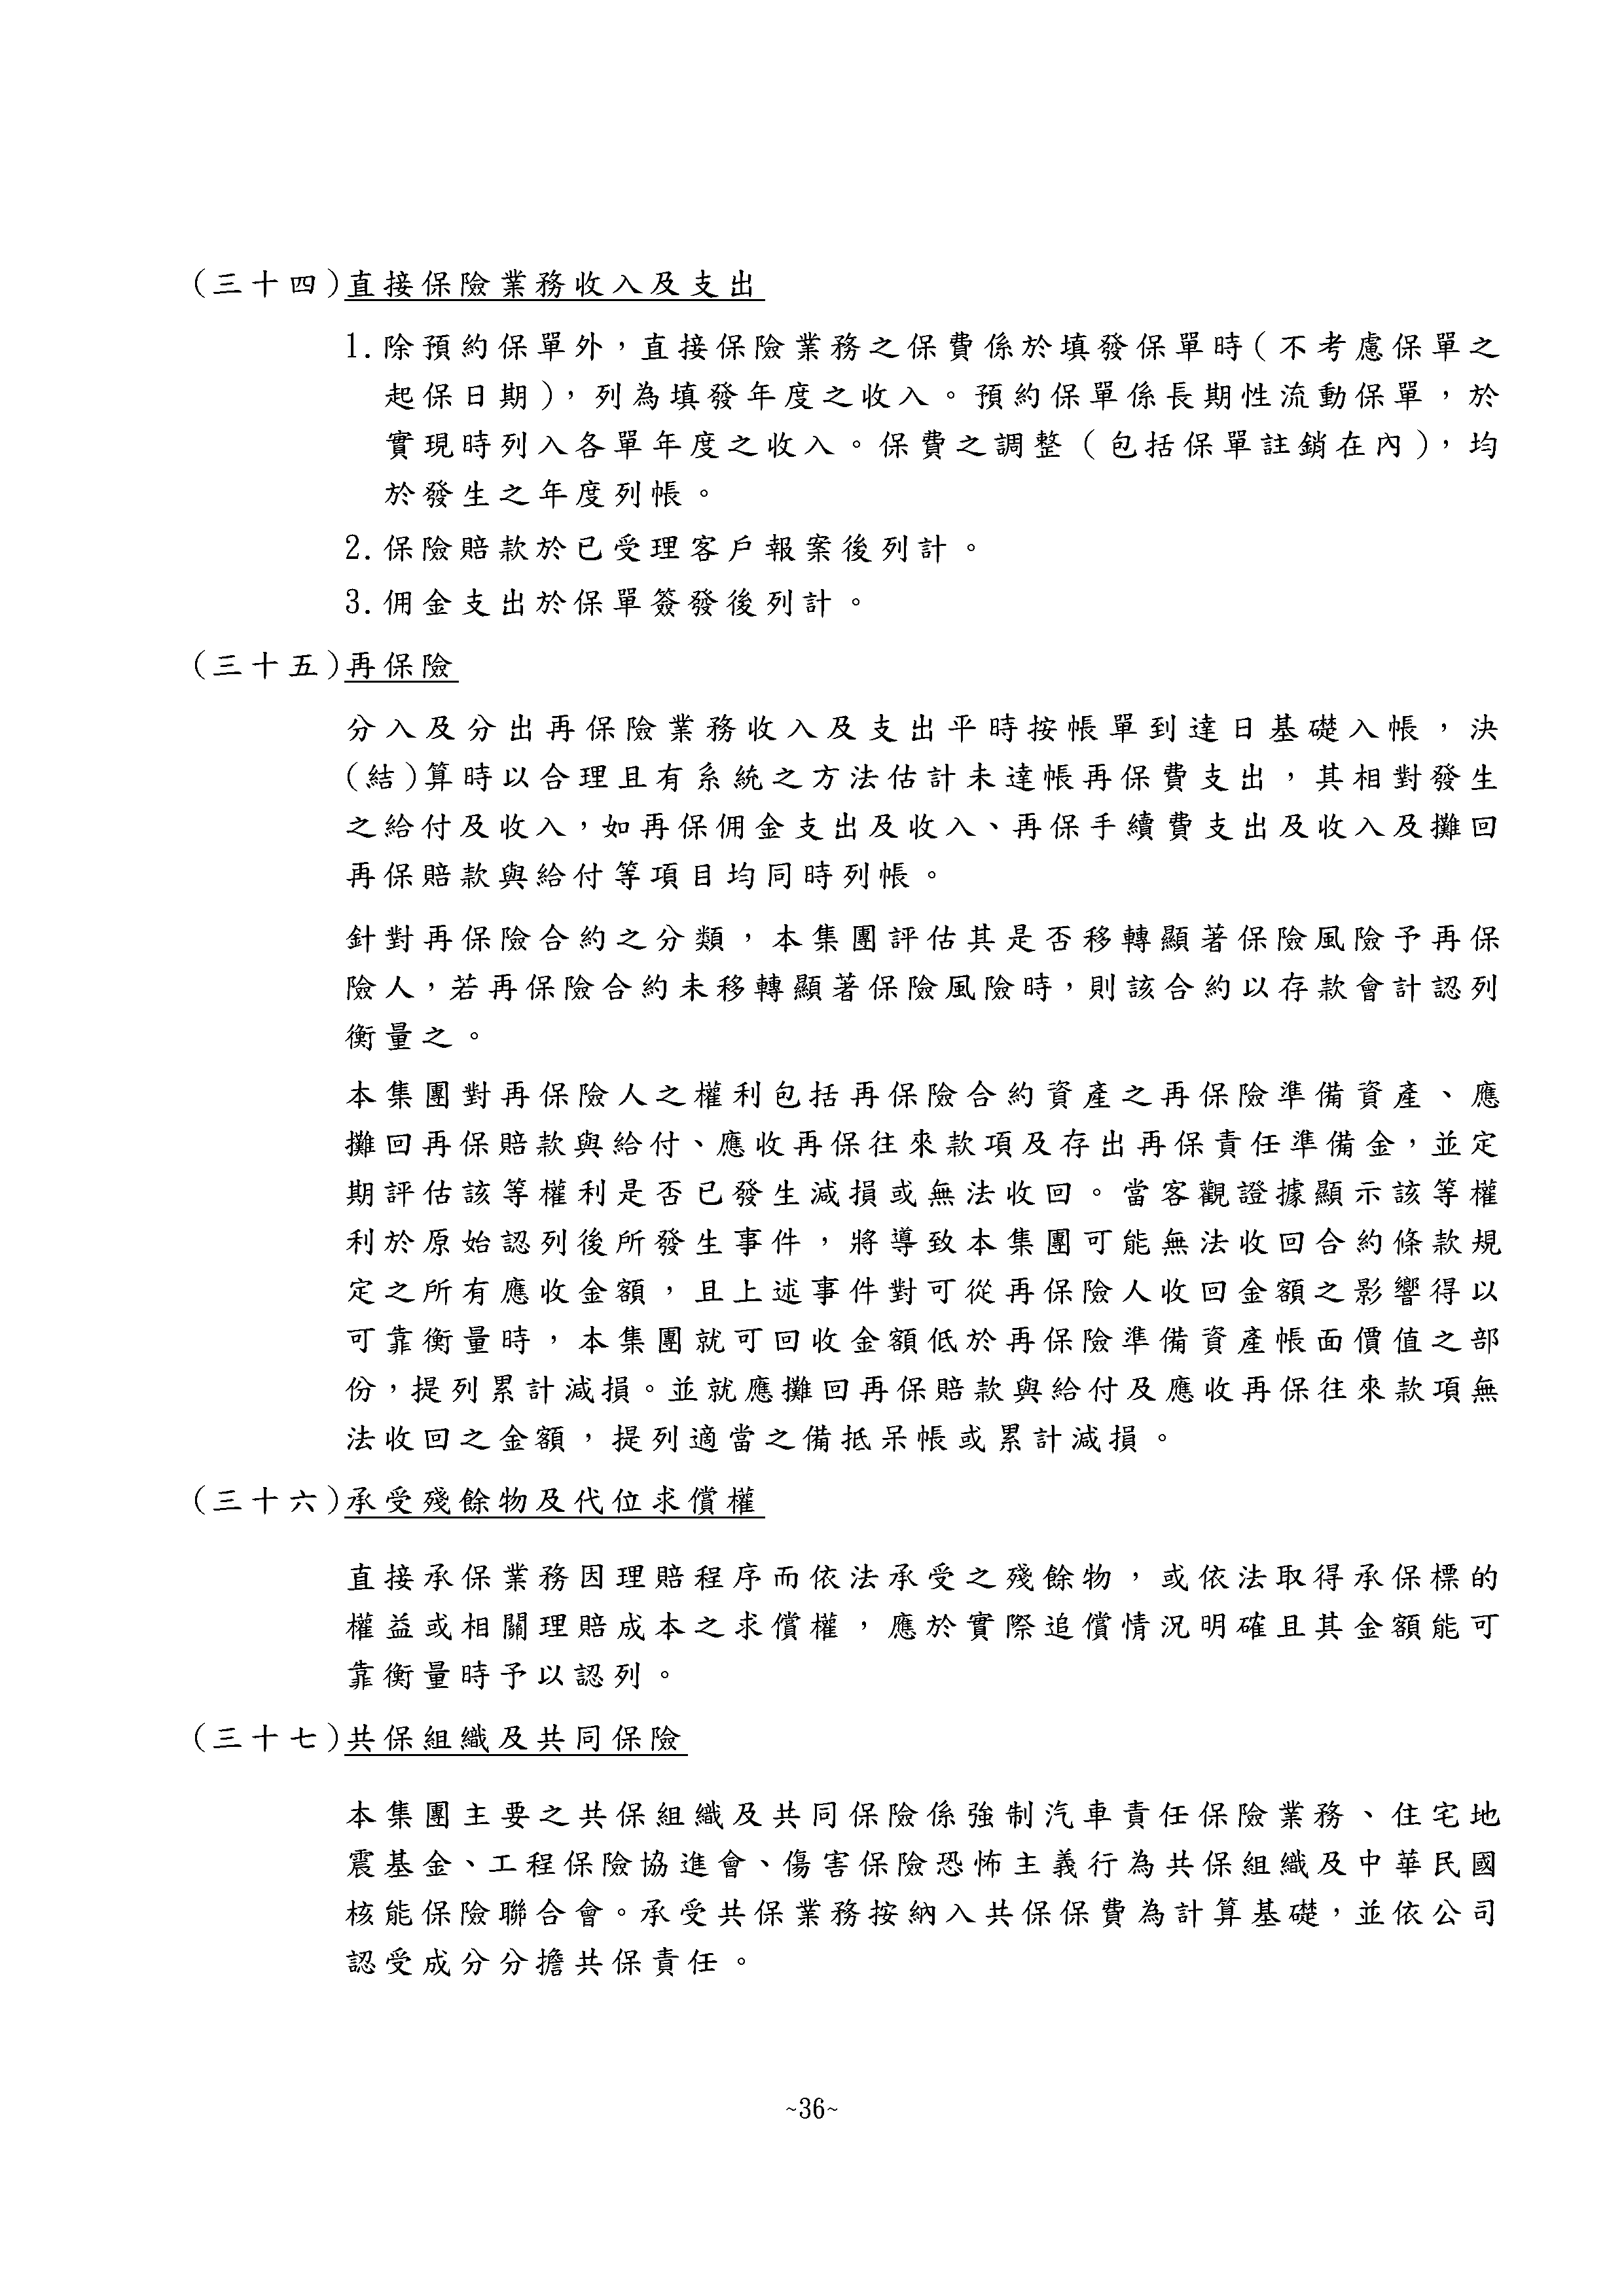 (三十四)直接保險業務收入及支出
1.除預約保單外，直接保險業務之保費係於填發保單時(不考慮保單之
起保日期)，列為填發年度之收入。預約保單係長期性流動保單，於
實現時列入各單年度之收入。保費之調整(包括保單註銷在內)，均
於發生之年度列帳。
2.保險賠款於已受理客戶報案後列計。
3.佣金支出於保單簽發後列計。
(三十五)再保險
分入及分出再保險業務收入及支出平時按帳單到達日基礎入帳，決
(結)算時以合理且有系統之方法估計未達帳再保費支出，其相對發生
之給付及收入，如再保佣金支出及收入、再保手續費支出及收入及攤回
再保賠款與給付等項目均同時列帳。
針對再保險合約之分類，本集團評估其是否移轉顯著保險風險予再保
險人，若再保險合約未移轉顯著保險風險時，則該合約以存款會計認列
衡量之。
本集團對再保險人之權利包括再保險合約資產之再保險準備資產、應
攤回再保賠款與給付、應收再保往來款項及存出再保責任準備金，並定
期評估該等權利是否已發生減損或無法收回。當客觀證據顯示該等權
利於原始認列後所發生事件，將導致本集團可能無法收回合約條款規
定之所有應收金額，且上述事件對可從再保險人收回金額之影響得以
可靠衡量時，本集團就可回收金額低於再保險準備資產帳面價值之部
份，提列累計減損。並就應攤回再保賠款與給付及應收再保往來款項無
法收回之金額，提列適當之備抵呆帳或累計減損。
(三十六)承受殘餘物及代位求償權
直接承保業務因理賠程序而依法承受之殘餘物，或依法取得承保標的
權益或相關理賠成本之求償權，應於實際追償情況明確且其金額能可
靠衡量時予以認列。
(三十七)共保組織及共同保險
本集團主要之共保組織及共同保險係強制汽車責任保險業務、住宅地
震基金、工程保險協進會、傷害保險恐怖主義行為共保組織及中華民國
核能保險聯合會。承受共保業務按納入共保保費為計算基礎，並依公司
認受成分分擔共保責任。
~36~